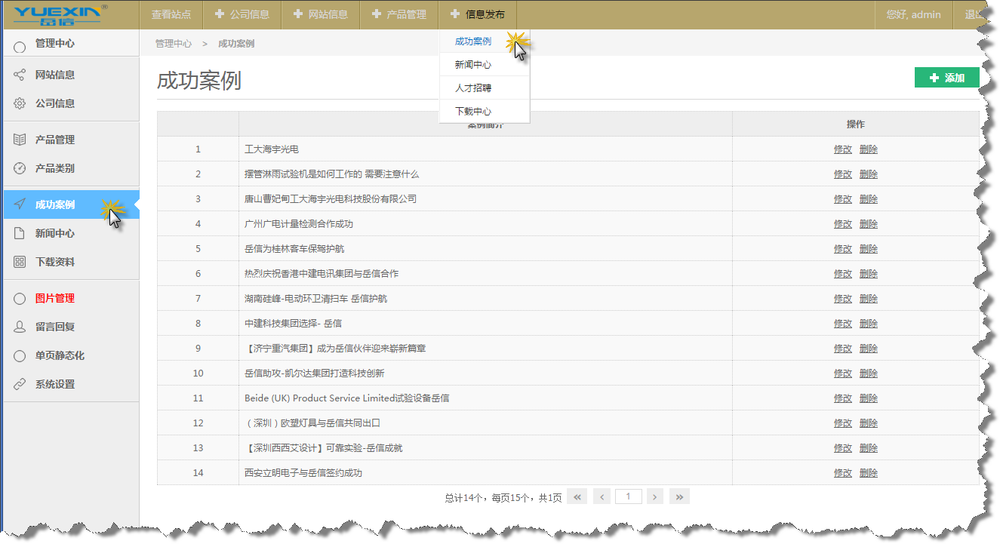 YUEXIN®
岳信
查看站点
公司信息
网站信息
产品管理
信息发布
您好, admin
成功案例
新闻中心
人才招聘
下载中心
管理中心
网站信息
公司信息
产品管理
产品类别
成功案例
新闻中心
下载资料
图片管理
留言回复
单页静态化
系统设置
管理中心 > 成功案例
成功案例
添加
案例简介 操作
1 工大海宇光电 修改 删除
2 摆管淋雨试验机是如何工作的 需要注意什么 修改 删除
3 唐山曹妃甸工大海宇光电科技股份有限公司 修改 删除
4 广州广电计量检测合作成功 修改 删除
5 岳信为桂林客车保驾护航 修改 删除
6 热烈庆祝香港中建电讯集团与岳信合作 修改 删除
7 湖南硅峰-电动环卫清扫车 岳信护航 修改 删除
8 中建科技集团选择- 岳信 修改 删除
9 【济宁重汽集团】成为岳信伙伴迎来崭新篇章 修改 删除
10 岳信助攻-凯尔达集团打造科技创新 修改 删除
11 Beide (UK) Product Service Limited试验设备岳信 修改 删除
12 （深圳）欧塑灯具与岳信共同出口 修改 删除
13 【深圳西西艾设计】可靠实验-岳信成就 修改 删除
14 西安立明电子与岳信签约成功 修改 删除
总计14个，每页15个，共1页 « ‹ 1 › »